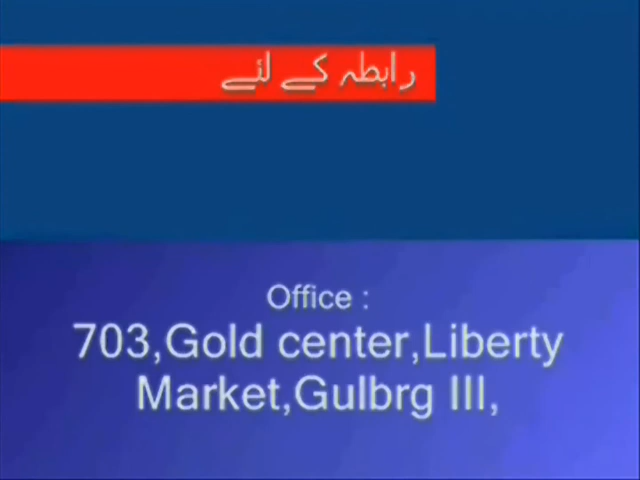 رابطہ کے لئے
Office :
703,Gold center,Liberty
Market,Gulbrg III,